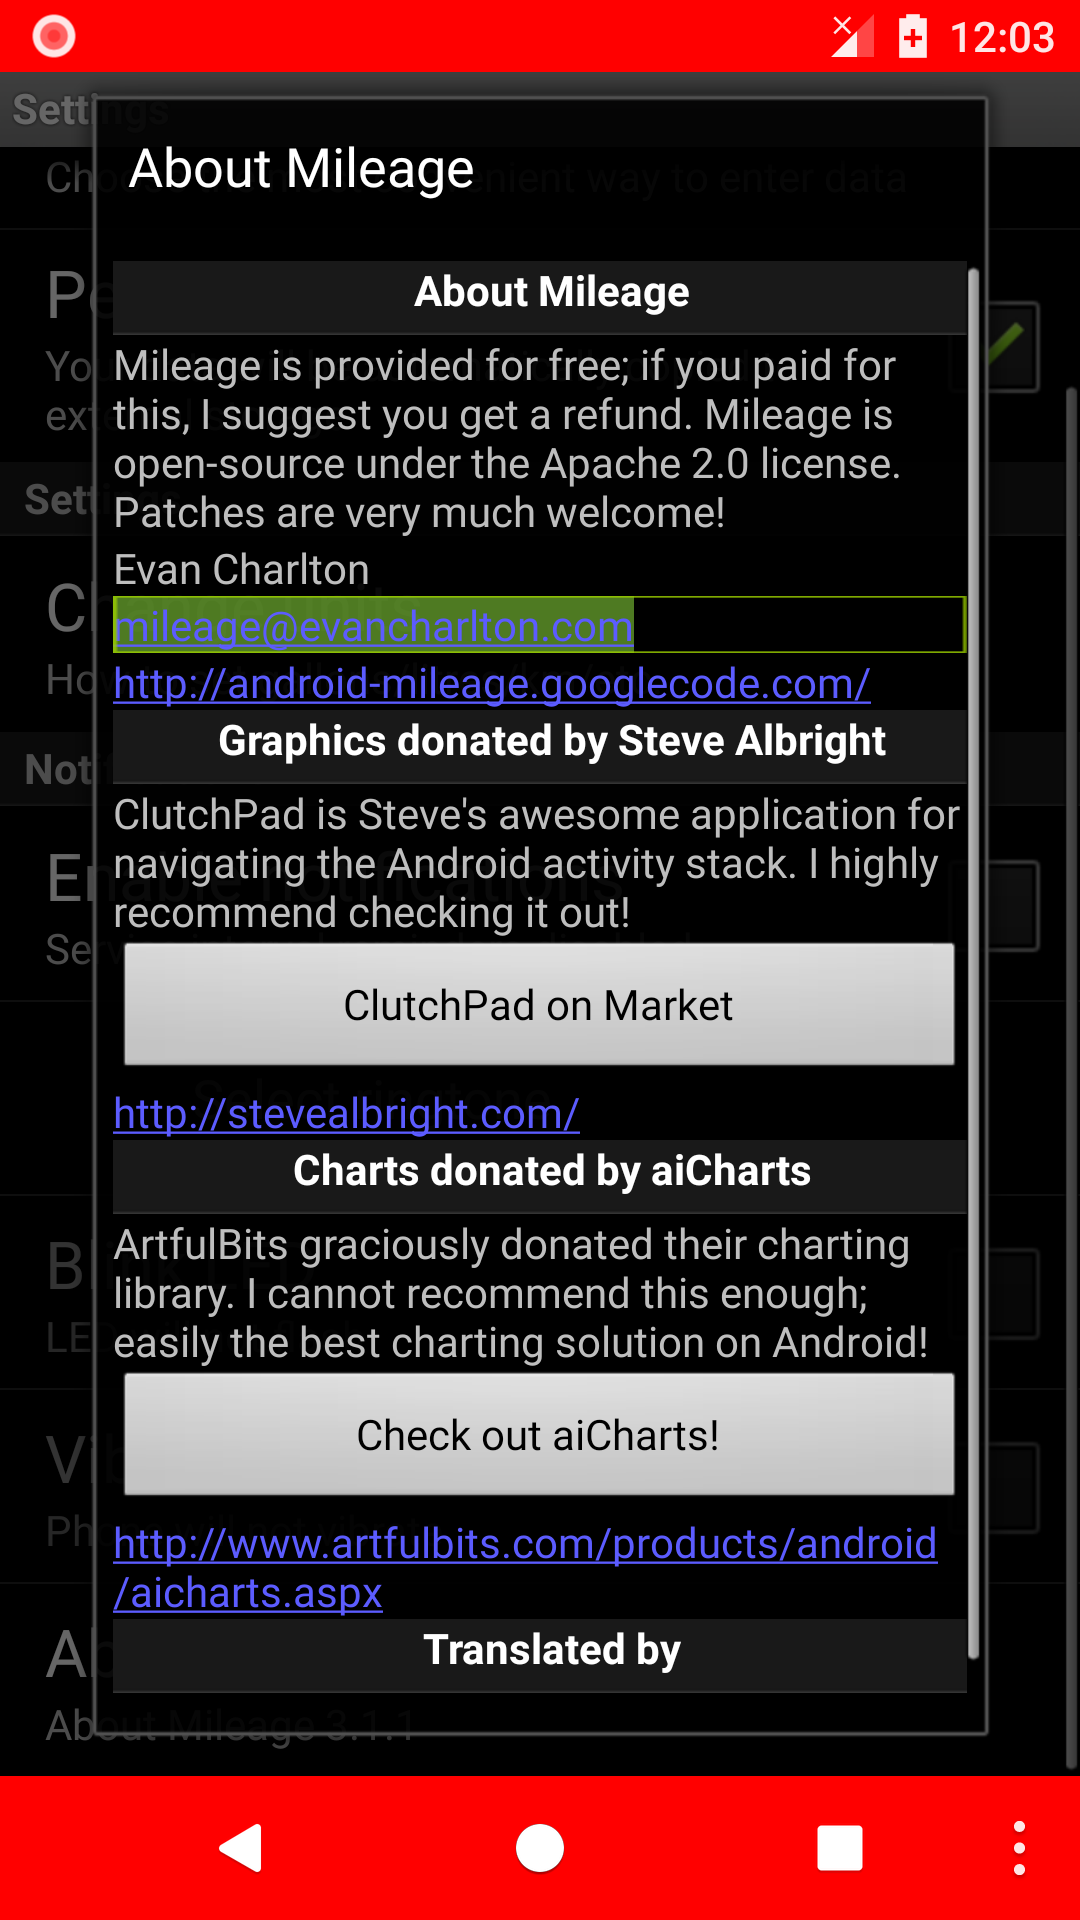 12:03
Settings
About Mileage
About Mileage
Mileage is provided for free; if you paid for
this, I suggest you get a refund. Mileage is
open-source under the Apache 2.0 license.
Patches are very much welcome!
Evan Charlton
mileage@evancharlton.com
http://android-mileage.googlecode.com/
Graphics donated by Steve Albright
ClutchPad is Steve's awesome application for
navigating the Android activity stack. I highly
recommend checking it out!
ClutchPad on Market
http://stevealbright.com/
Charts donated by aiCharts
ArtfulBits graciously donated their charting
library. I cannot recommend this enough;
easily the best charting solution on Android!
Check out aiCharts!
http://www.artfulbits.com/products/android
/aicharts.aspx
Translated by
About Mileage 3.1.1